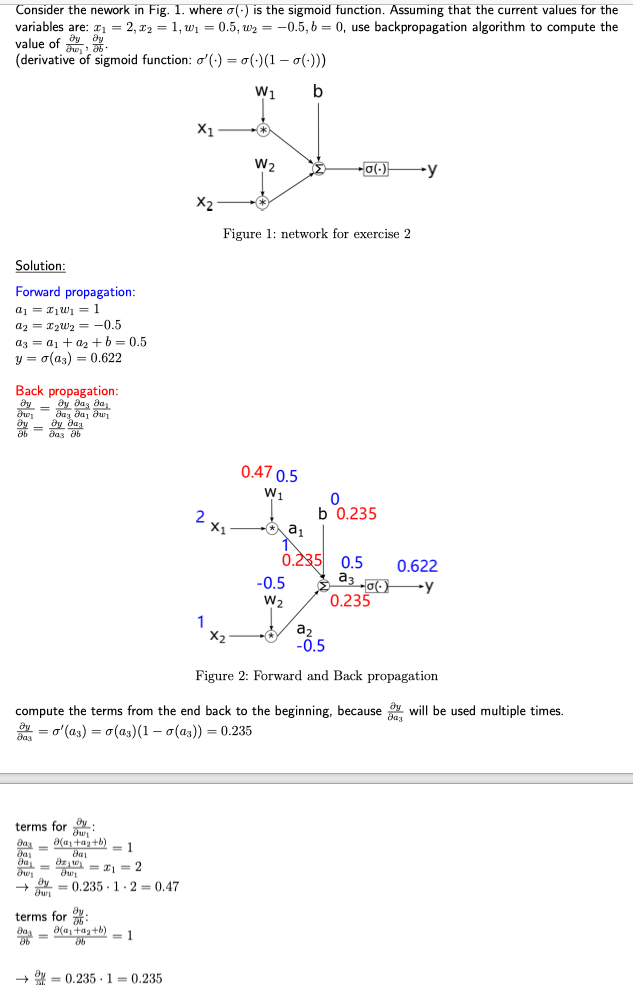 Consider the nework in Fig. 1. where σ(·) is the sigmoid function. Assuming that the current values for the
variables are: x₁ = 2, x₂ = 1, w₁ = 0.5, w₂ = −0.5, b = 0, use backpropagation algorithm to compute the
value of ∂y/∂w₁, ∂y/∂b.
(derivative of sigmoid function: σ′(·) = σ(·)(1 − σ(·)))
w₁ b
x₁ *
w₂ Σ σ(·) y
x₂ *
Figure 1: network for exercise 2
Solution:
Forward propagation:
a₁ = x₁w₁ = 1
a₂ = x₂w₂ = −0.5
a₃ = a₁ + a₂ + b = 0.5
y = σ(a₃) = 0.622
Back propagation:
∂y/∂w₁ = ∂y/∂a₃ ∂a₃/∂a₁ ∂a₁/∂w₁
∂y/∂b = ∂y/∂a₃ ∂a₃/∂b
0.47 0.5
w₁ 0
2 b 0.235
x₁ * a₁
1
0.235 0.5 0.622
-0.5 a₃
Σ σ(·) y
w₂ 0.235
1
x₂ * a₂
-0.5
Figure 2: Forward and Back propagation
compute the terms from the end back to the beginning, because ∂y/∂a₃ will be used multiple times.
∂y/∂a₃ = σ′(a₃) = σ(a₃)(1 − σ(a₃)) = 0.235
terms for ∂y/∂w₁:
∂a₃/∂a₁ = ∂(a₁+a₂+b)/∂a₁ = 1
∂a₁/∂w₁ = ∂x₁w₁/∂w₁ = x₁ = 2
→ ∂y/∂w₁ = 0.235 · 1 · 2 = 0.47
terms for ∂y/∂b:
∂a₃/∂b = ∂(a₁+a₂+b)/∂b = 1
→ ∂y/∂b = 0.235 · 1 = 0.235